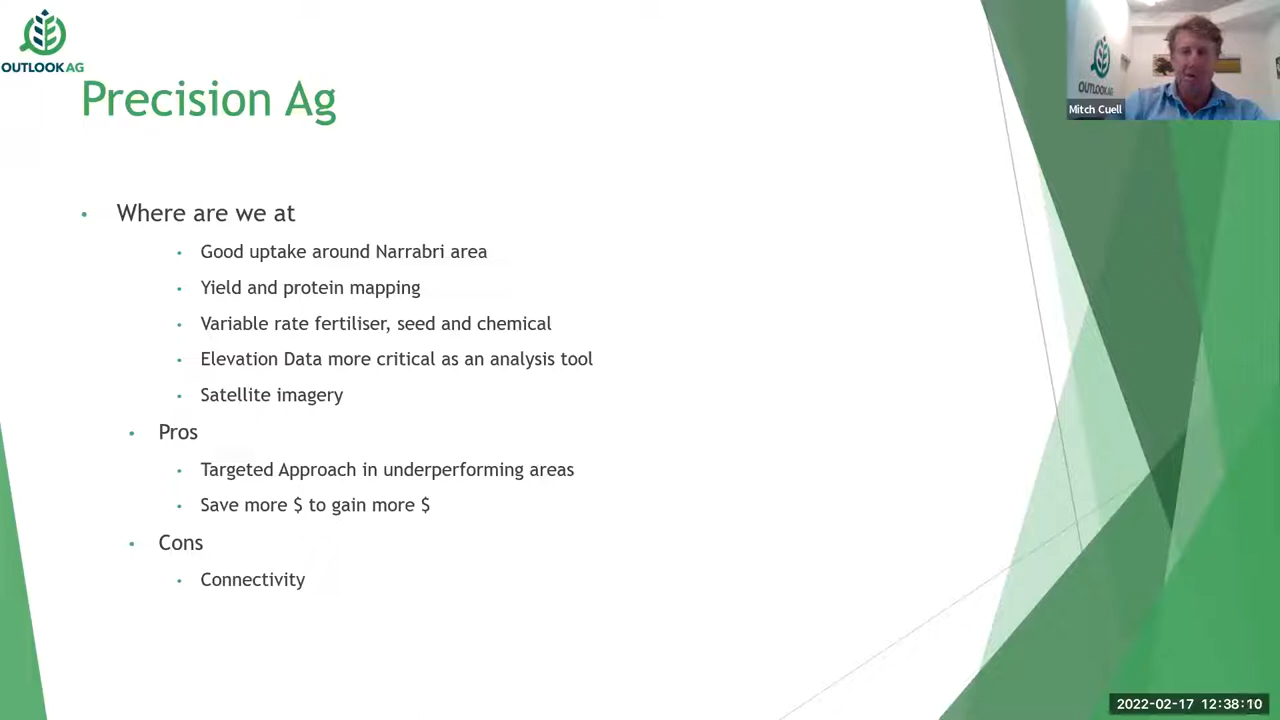 OUTLOOKAG
Precision Ag
OUTLOOKAG
Mitch Cuell
Where are we at
Good uptake around Narrabri area
Yield and protein mapping
Variable rate fertiliser, seed and chemical
Elevation Data more critical as an analysis tool
Satellite imagery
Pros
Targeted Approach in underperforming areas
Save more $ to gain more $
Cons
Connectivity
2022-02-17 12:38:10